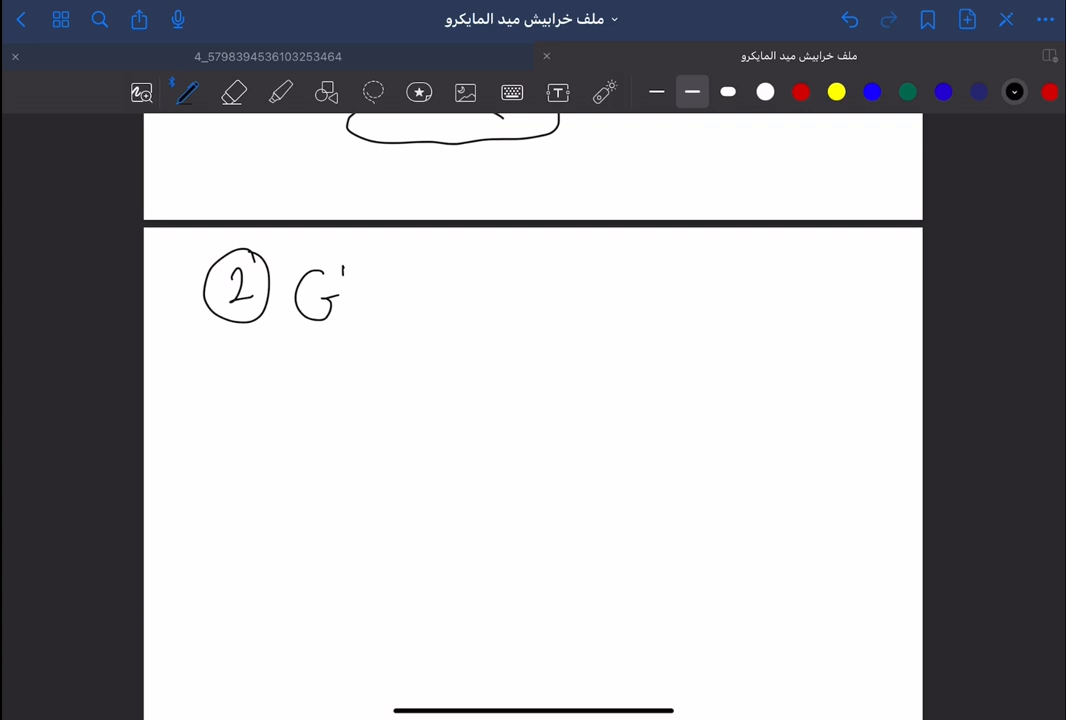 ملف خرابيش ميد المايكرو
4_5798394536103253464
ملف خرابيش ميد المايكرو
T
2 G